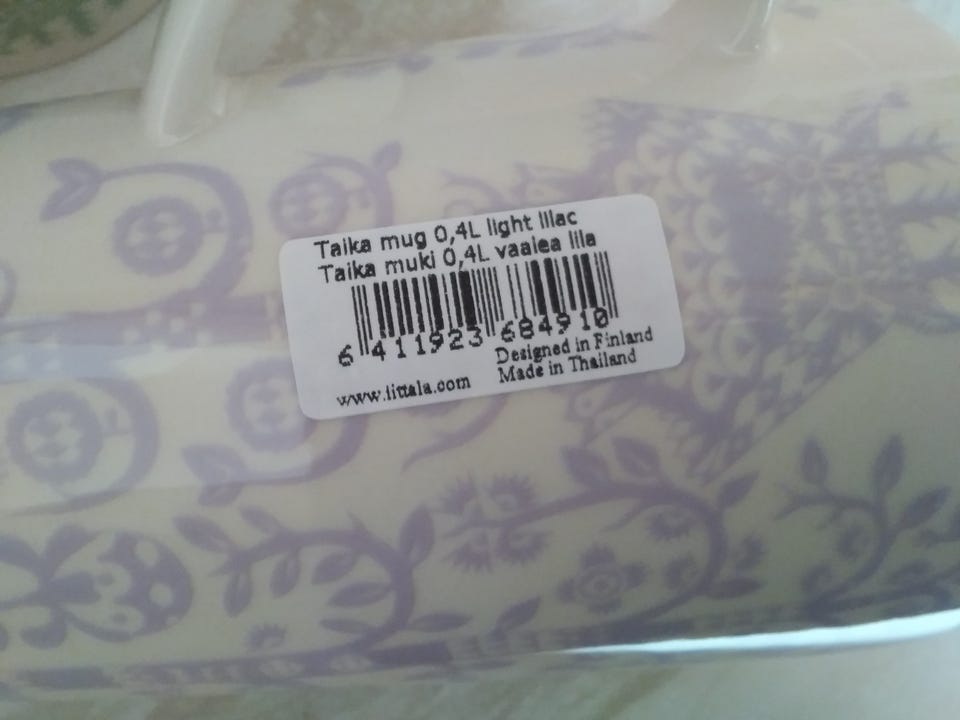 Taika mug 0,4L light lilac
Taika muki 0,4L vaalea lila
6 411923 684910
Designed in Finland
Made in Thailand
www.iittala.com